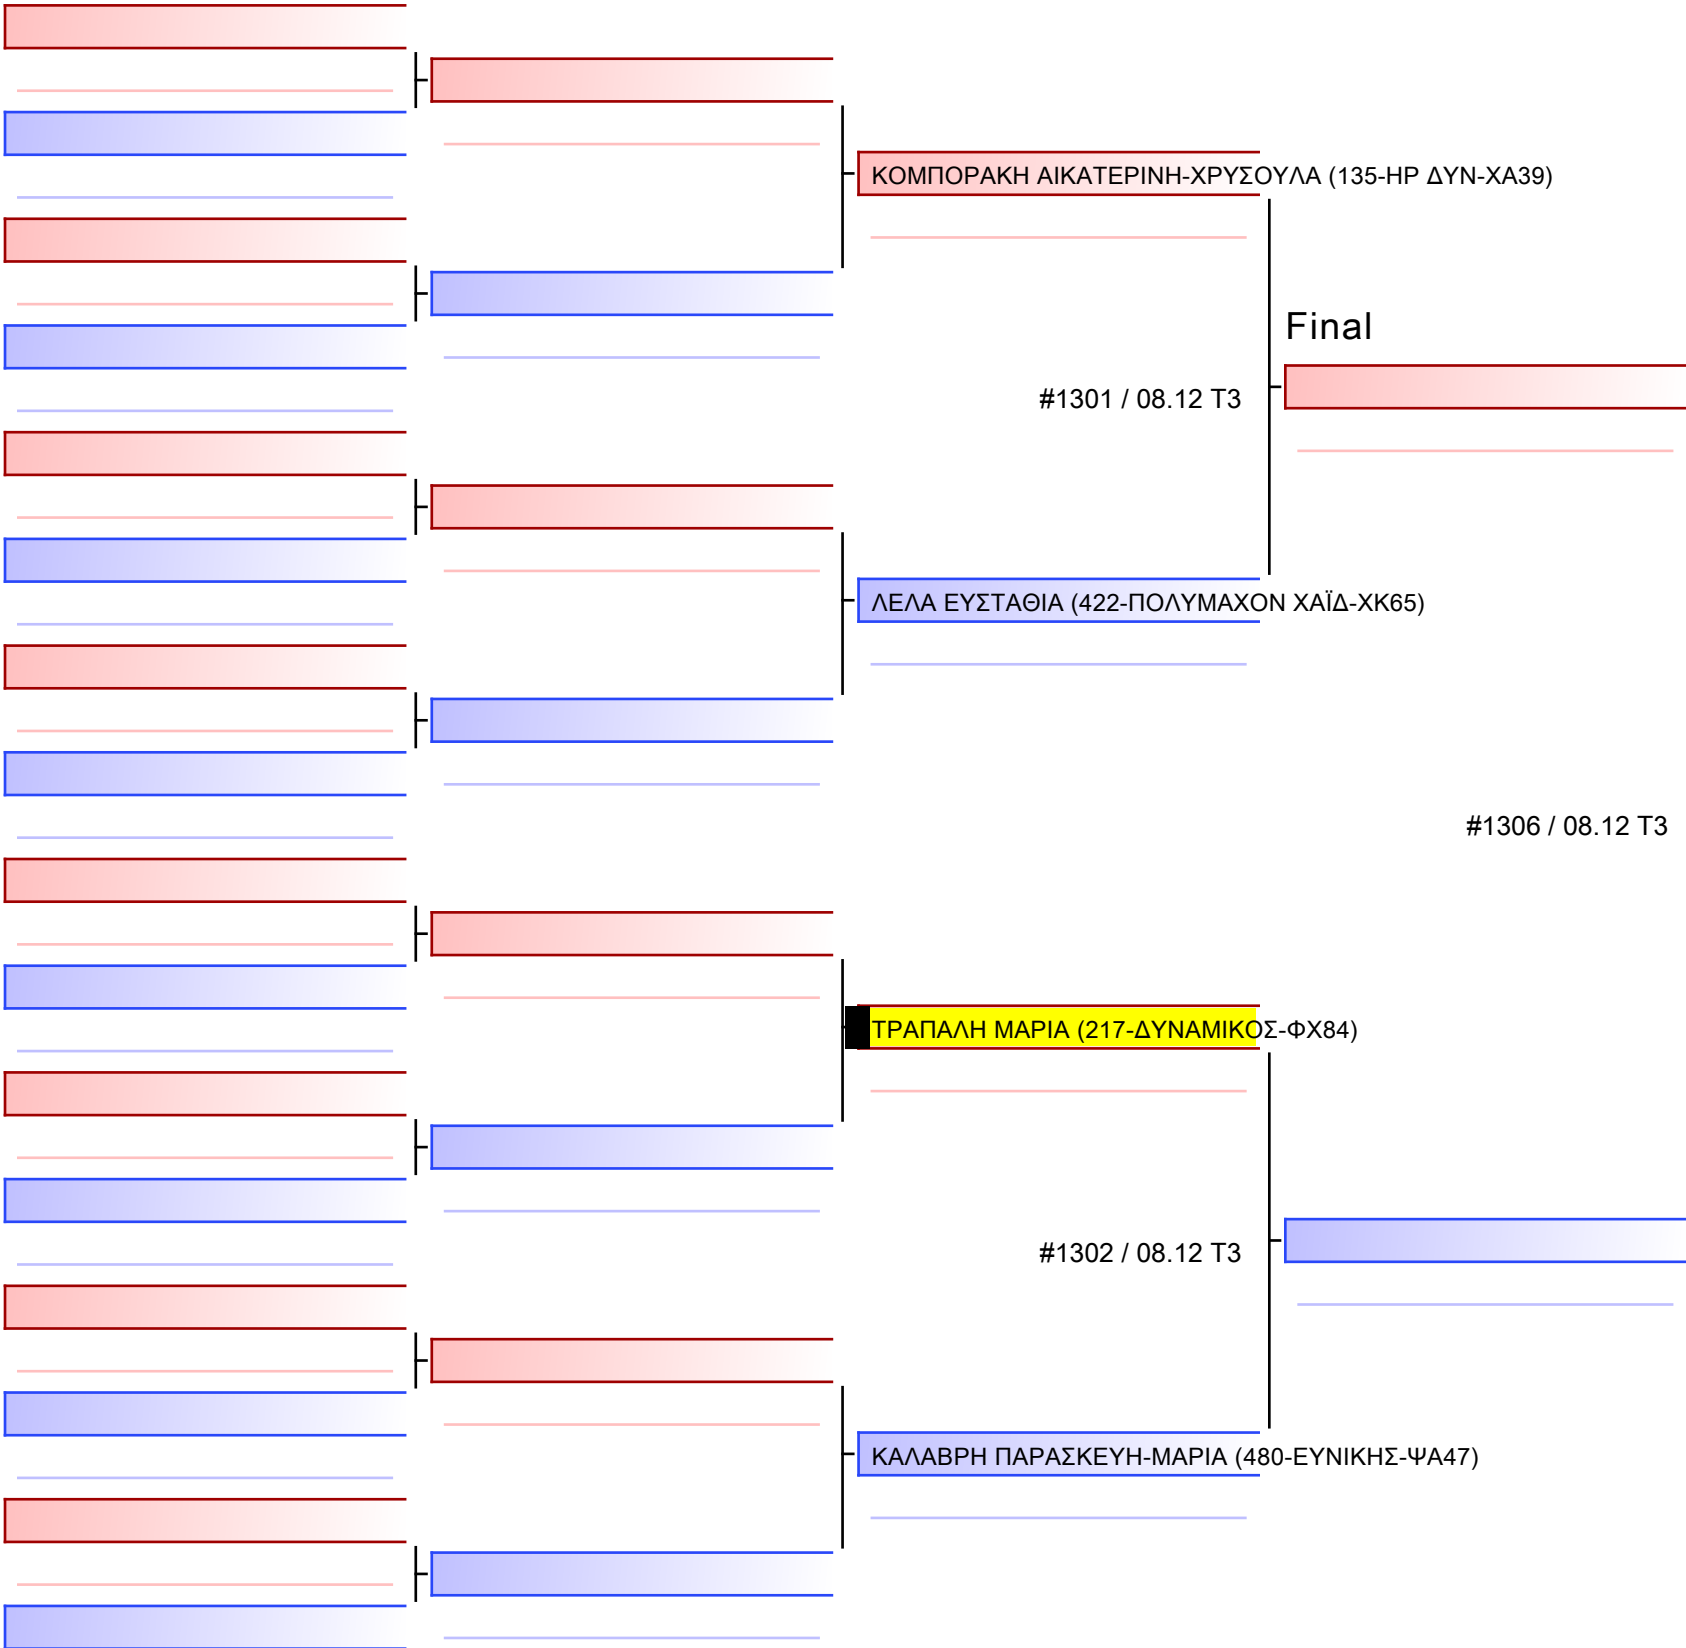 ΚΟΜΠΟΡΑΚΗ ΑΙΚΑΤΕΡΙΝΗ-ΧΡΥΣΟΥΛΑ (135-ΗΡ ΔΥΝ-ΧΑ39)
Final
#1301 / 08.12 T3
ΛΕΛΑ ΕΥΣΤΑΘΙΑ (422-ΠΟΛΥΜΑΧΟΝ ΧΑΪΔ-ΧΚ65)
#1306 / 08.12 T3
ΤΡΑΠΑΛΗ ΜΑΡΙΑ (217-ΔΥΝΑΜΙΚΟΣ-ΦΧ84)
#1302 / 08.12 T3
ΚΑΛΑΒΡΗ ΠΑΡΑΣΚΕΥΗ-ΜΑΡΙΑ (480-ΕΥΝΙΚΗΣ-ΨΑ47)